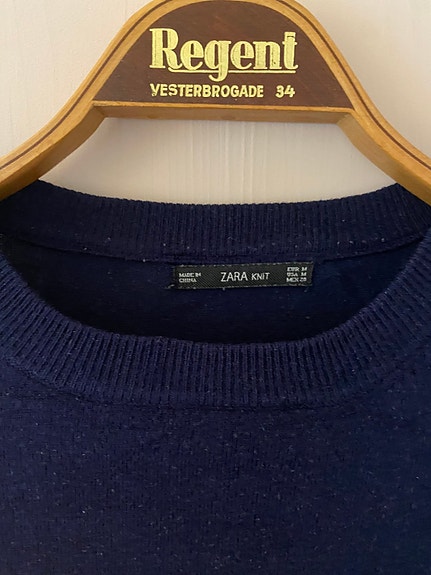 Regent
VESTERBROGADE 34
MADE IN
CHINA
ZARA KNIT
EUR M
USA M
MEX 28